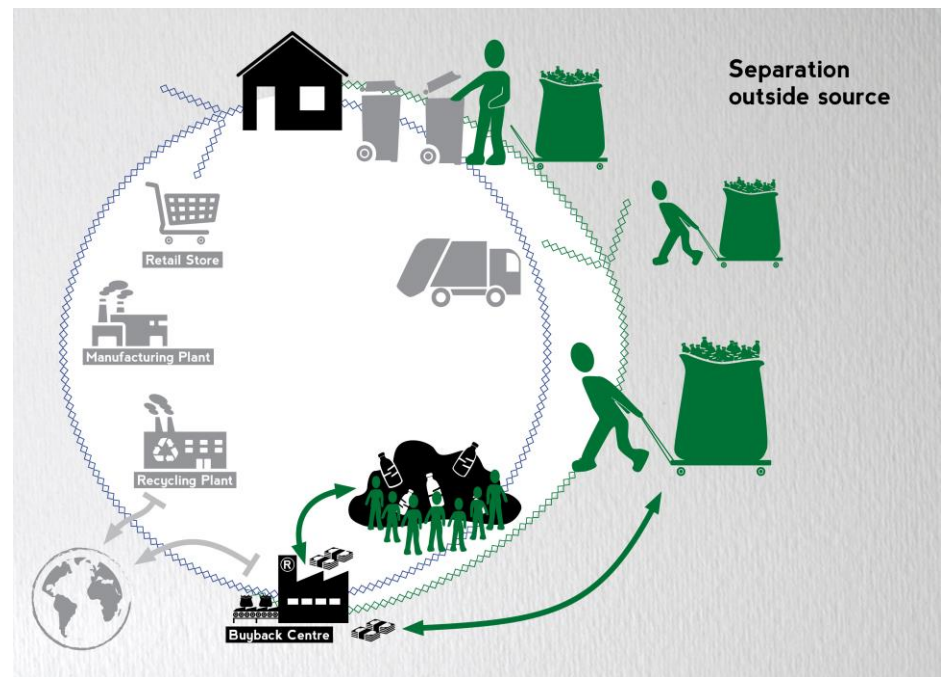 Separation
outside source
Retail Store
Manufacturing Plant
Recycling Plant
®
Buyback Centre